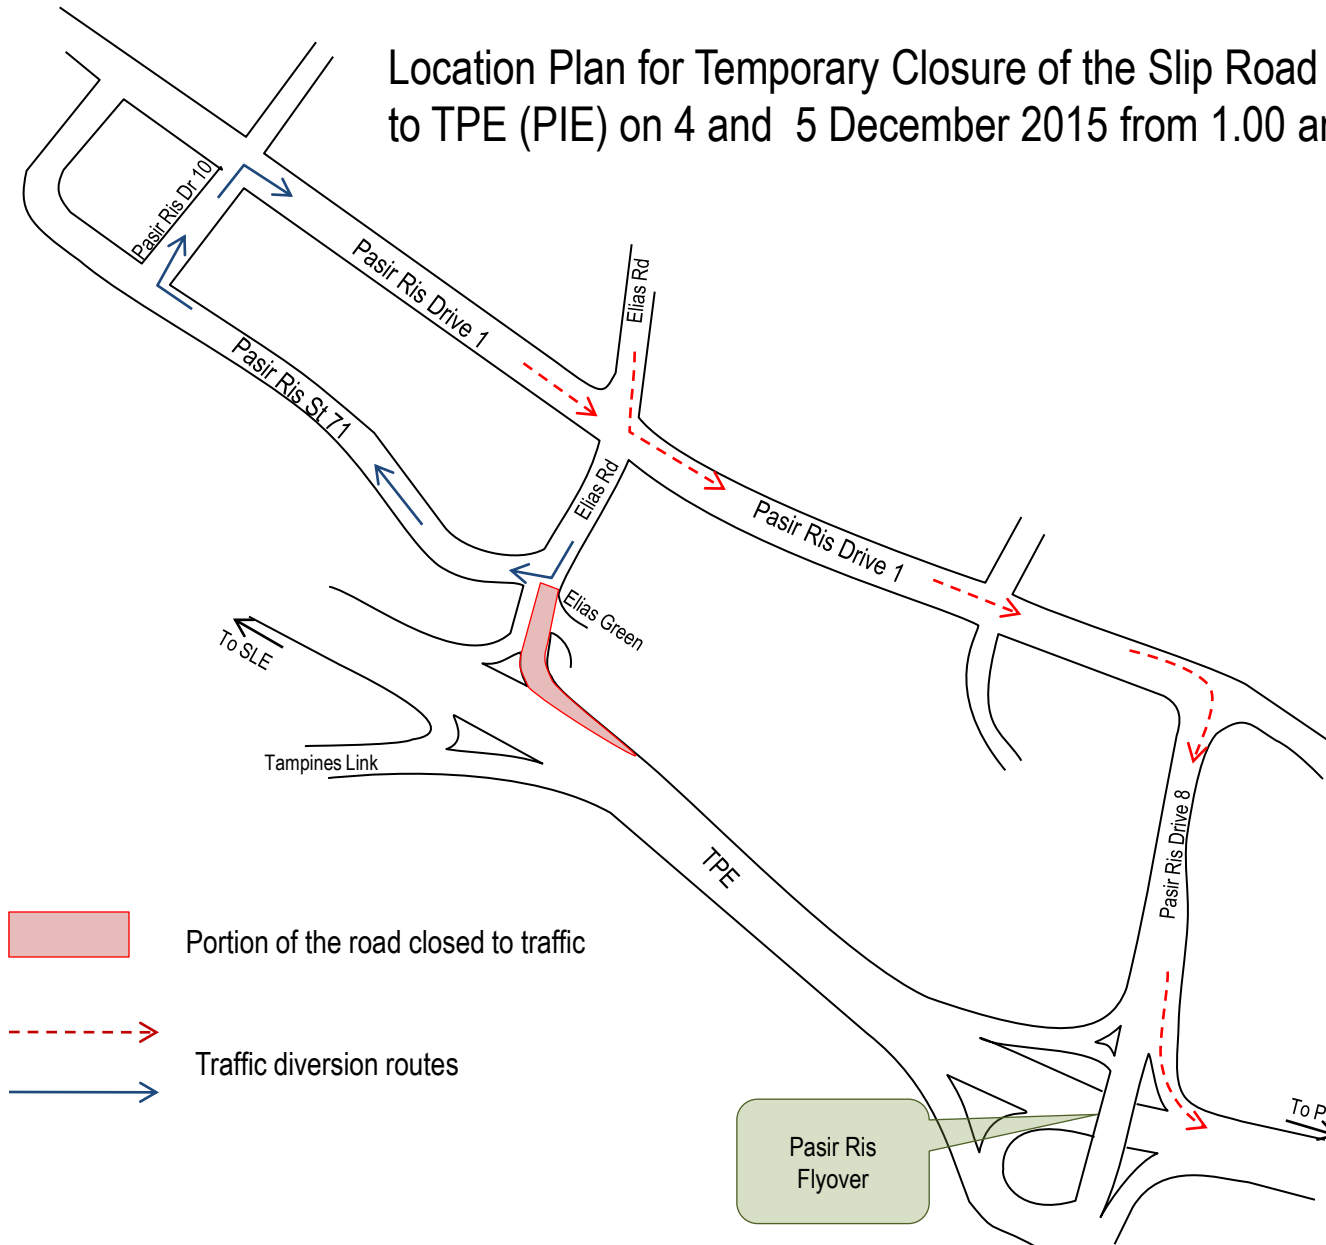 Location Plan for Temporary Closure of the Slip Road
to TPE (PIE) on 4 and 5 December 2015 from 1.00
Pasir Ris Dr 10
Pasir Ris Drive 1
Elias Rd
Pasir Ris St 71
Elias Rd
Pasir Ris Drive 1
Elias Green
To SLE
Tampines Link
TPE
Pasir Ris Drive 8
Portion of the road closed to traffic
Traffic diversion routes
Pasir Ris
Flyover
To